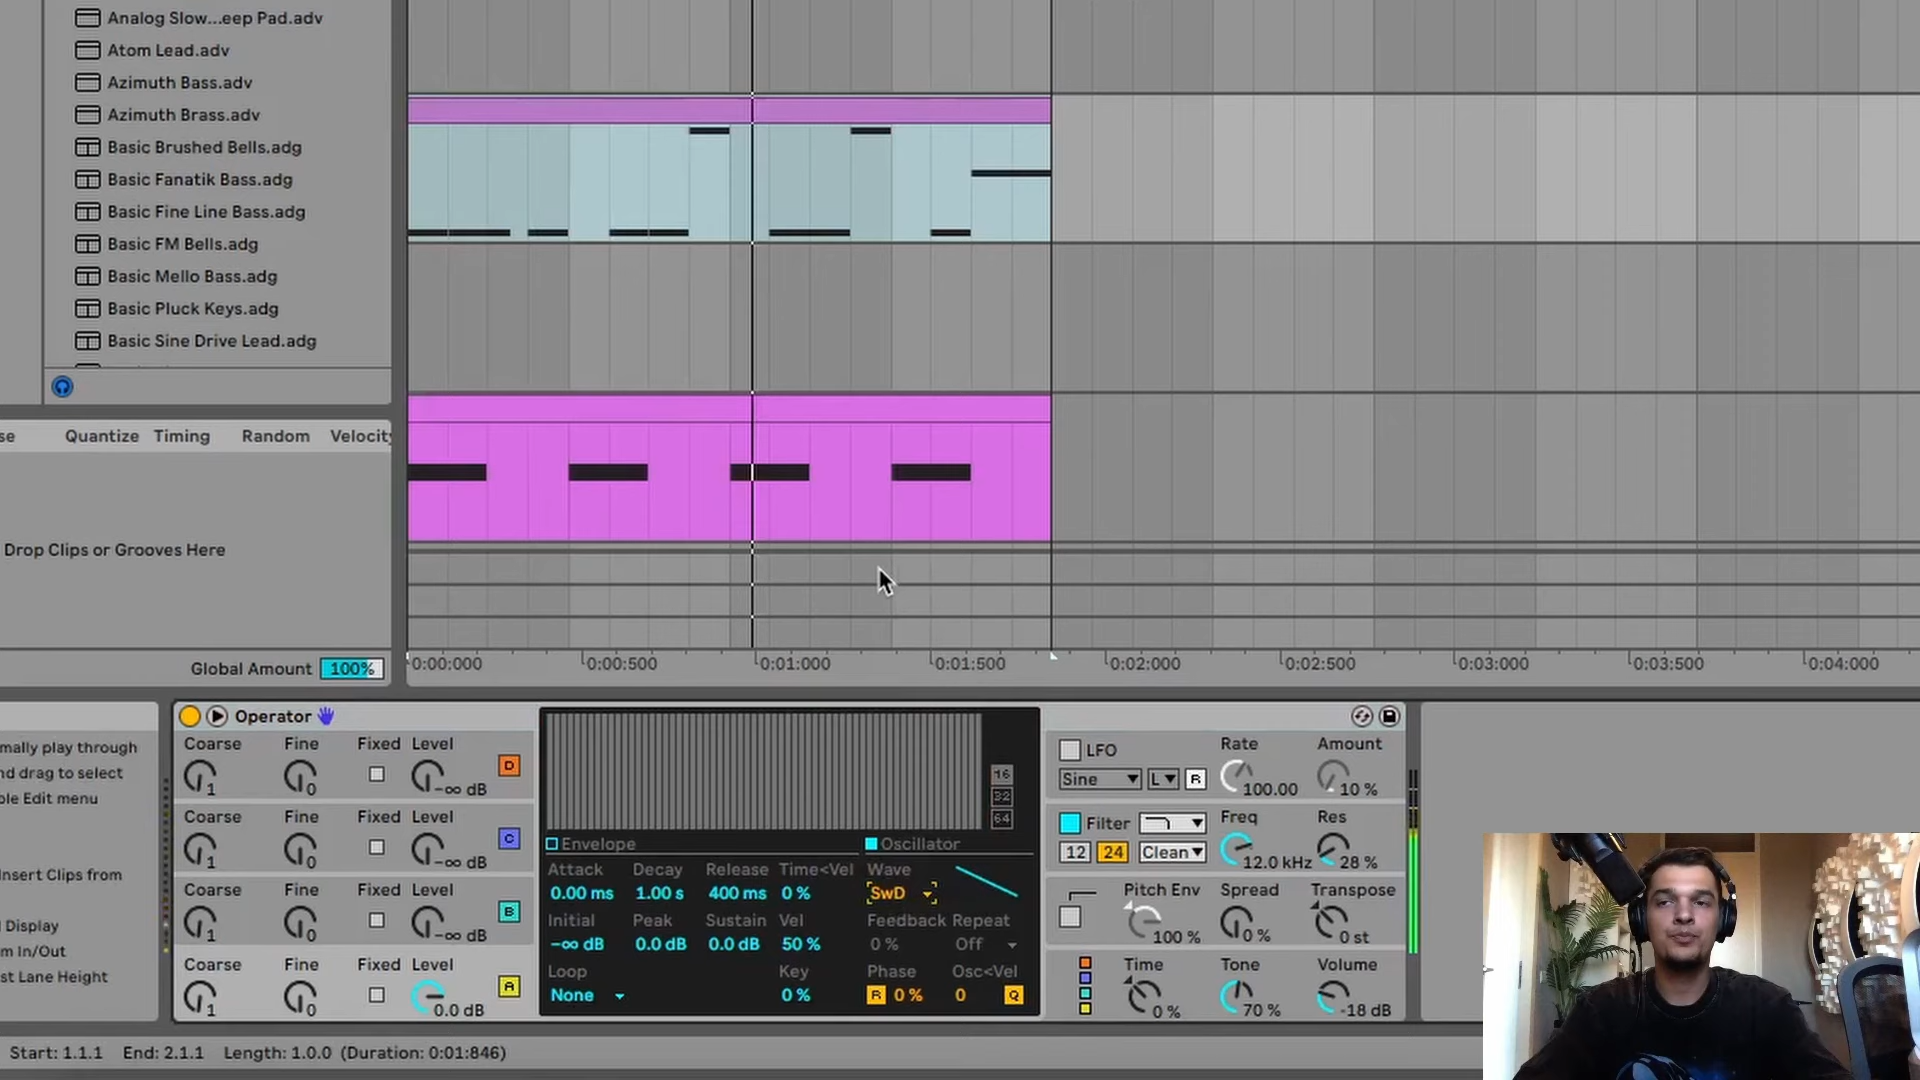 Analog Slow...eep Pad.adv
Atom Lead.adv
Azimuth Bass.adv
Azimuth Brass.adv
Basic Brushed Bells.adg
Basic Fanatik Bass.adg
Basic Fine Line Bass.adg
Basic FM Bells.adg
Basic Mello Bass.adg
Basic Pluck Keys.adg
Basic Sine Drive Lead.adg
se Quantize Timing Random Velocity
Drop Clips or Grooves Here
Global Amount 100%
0:00:000 0:00:500 0:01:000 0:01:500 0:02:000 0:02:500 0:03:000 0:03:500 0:04:000
mally play through
nd drag to select
ble Edit menu
Insert Clips from
Display
m In/Out
st Lane Height
Operator
Coarse Fine Fixed Level
1 0 -∞ dB D
Coarse Fine Fixed Level
1 0 -∞ dB C
Coarse Fine Fixed Level
1 0 -∞ dB B
Coarse Fine Fixed Level
1 0 0.0 dB A
16
32
64
Envelope Oscillator
Attack Decay Release Time<Vel Wave
0.00 ms 1.00 s 400 ms 0 % SwD
Initial Peak Sustain Vel Feedback Repeat
-∞ dB 0.0 dB 0.0 dB 50 % 0 % Off
Loop Key Phase Osc<Vel
None 0 % R 0 % 0 Q
LFO Rate Amount
Sine L R 100.00 10 %
Filter Freq Res
12 24 Clean 12.0 kHz 28 %
Pitch Env Spread Transpose
100 % 0 % 0 st
Time Tone Volume
0 % 70 % -18 dB
Start: 1.1.1 End: 2.1.1 Length: 1.0.0 (Duration: 0:01:846)